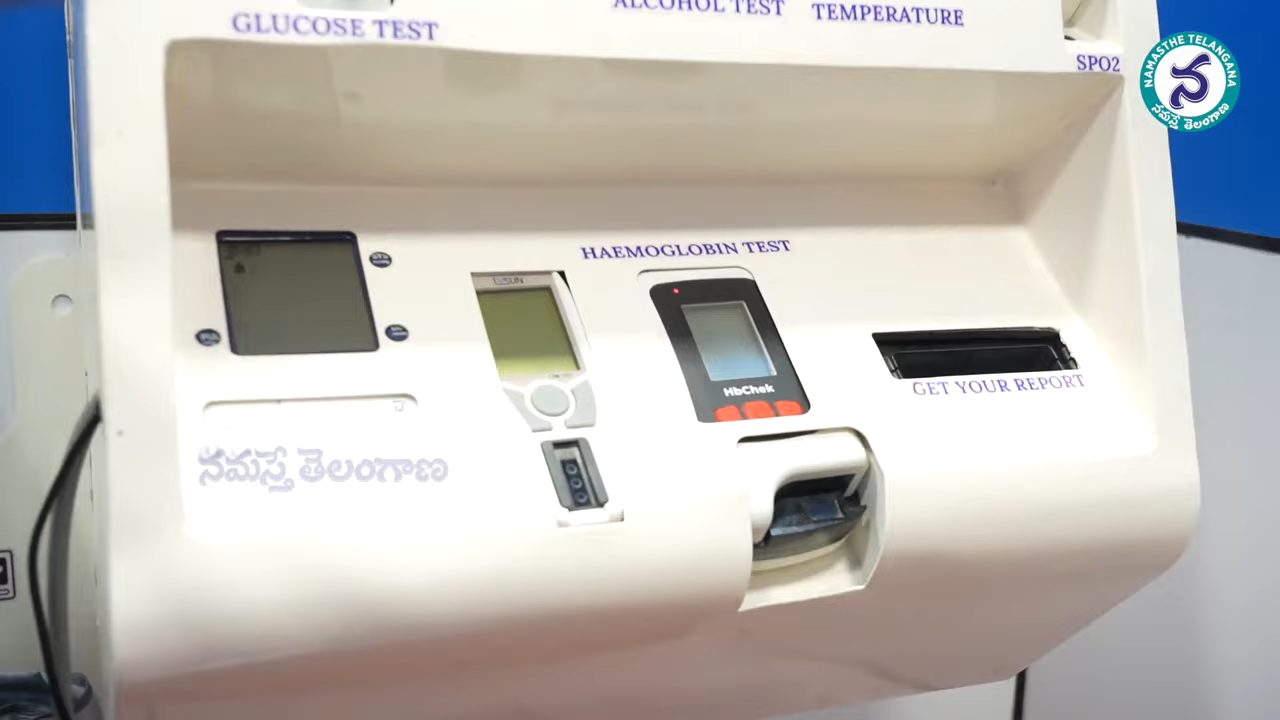 GLUCOSE TEST
ALCOHOL TEST
TEMPERATURE
SPO2
NAMASTHE TELANGANA
న
నమస్తే తెలంగాణ
HAEMOGLOBIN TEST
HbChek
GET YOUR REPORT
నమస్తే తెలంగాణ